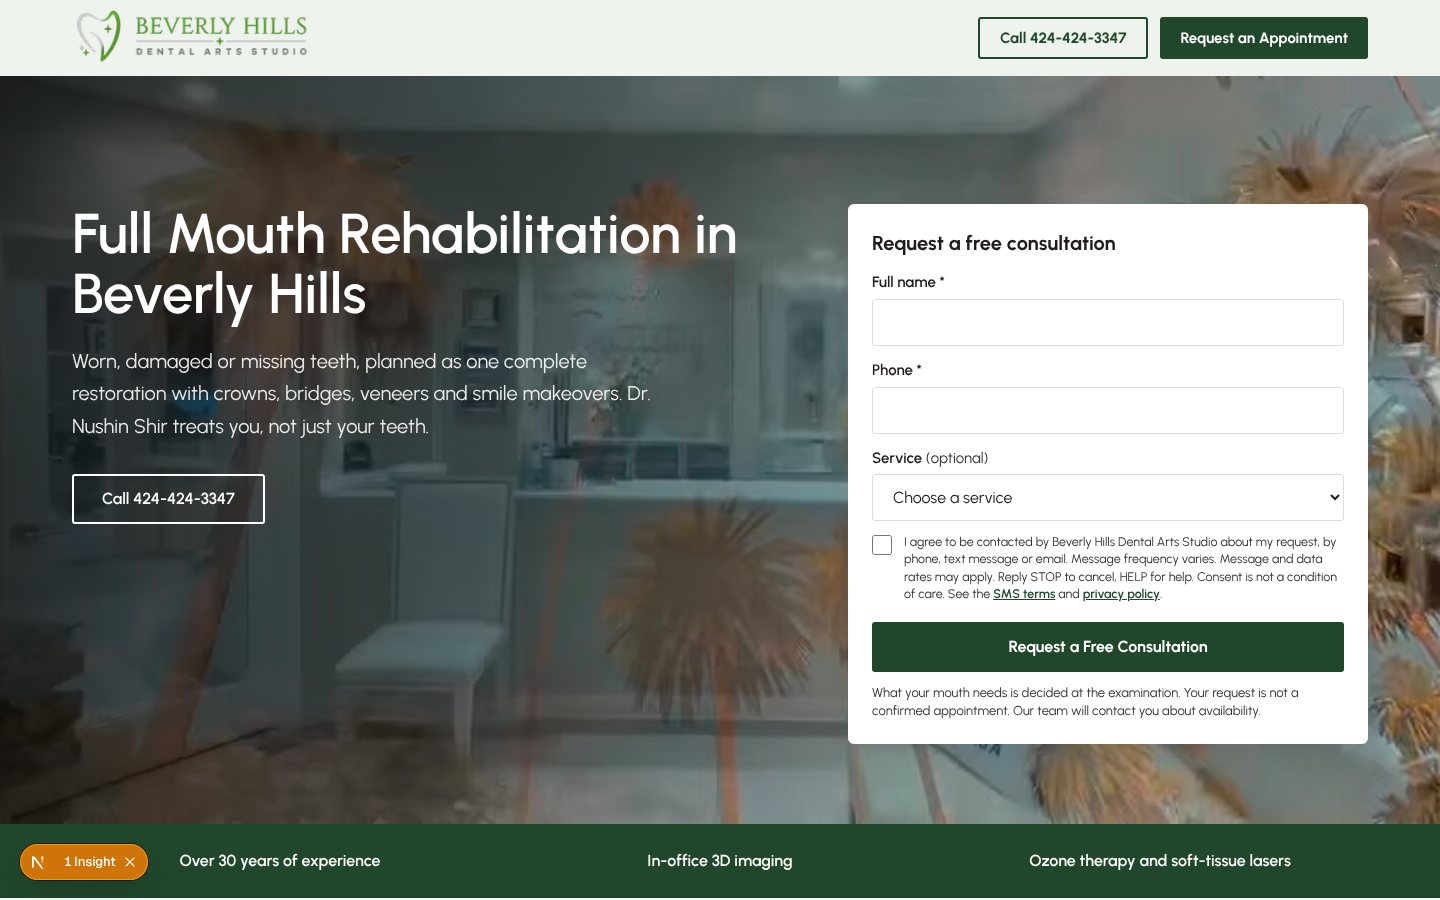 BEVERLY HILLS
DENTAL ARTS STUDIO
Call 424-424-3347
Request an Appointment
Full Mouth Rehabilitation in
Beverly Hills
Worn, damaged or missing teeth, planned as one complete
restoration with crowns, bridges, veneers and smile makeovers. Dr.
Nushin Shir treats you, not just your teeth.
Call 424-424-3347
Request a free consultation
Full name *
Phone *
Service (optional)
Choose a service
I agree to be contacted by Beverly Hills Dental Arts Studio about my request, by
phone, text message or email. Message frequency varies. Message and data
rates may apply. Reply STOP to cancel, HELP for help. Consent is not a condition
of care. See the SMS terms and privacy policy.
Request a Free Consultation
What your mouth needs is decided at the examination. Your request is not a
confirmed appointment. Our team will contact you about availability.
N 1 Insight
Over 30 years of experience
In-office 3D imaging
Ozone therapy and soft-tissue lasers